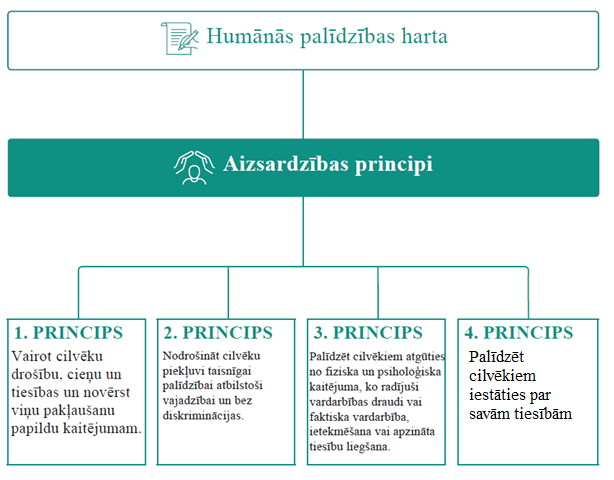 Humānās palīdzības harta
Aizsardzības principi
1. PRINCIPS
Vairot cilvēku
drošību, cieņu un
tiesības un novērst
viņu pakļaušanu
papildu kaitējumam.
2. PRINCIPS
Nodrošināt cilvēku
piekļuvi taisnīgai
palīdzībai atbilstoši
vajadzībai un bez
diskriminācijas.
3. PRINCIPS
Palīdzēt cilvēkiem atgūties
no fiziska un psiholoģiska
kaitējuma, ko radījuši
vardarbības draudi vai
faktiska vardarbība,
ietekmēšana vai apzināta
tiesību liegšana.
4. PRINCIPS
Palīdzēt
cilvēkiem
iestāties par
savām tiesībām